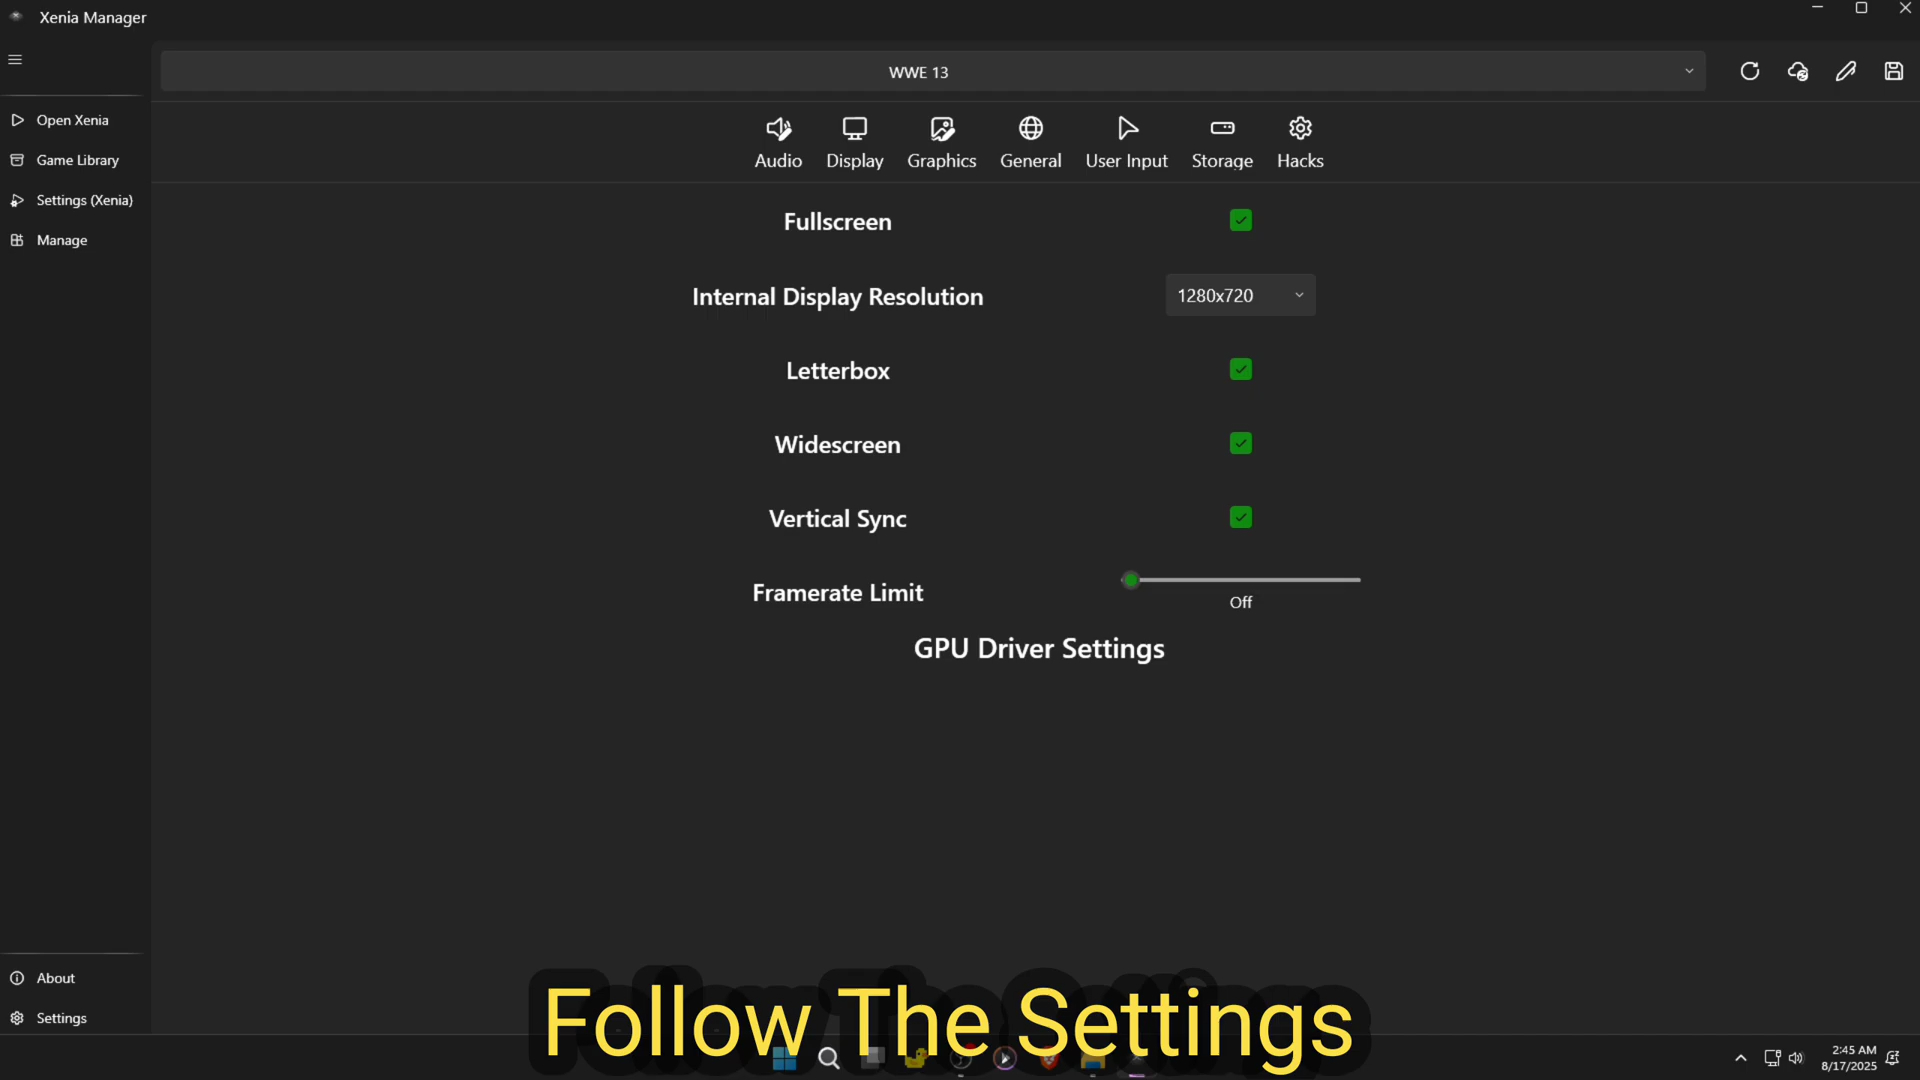 Xenia Manager
WWE 13
Open Xenia
Game Library
Settings (Xenia)
Manage
Audio
Display
Graphics
General
User Input
Storage
Hacks
Fullscreen
Internal Display Resolution
1280x720
Letterbox
Widescreen
Vertical Sync
Framerate Limit
Off
GPU Driver Settings
About
Settings
Follow The Settings
2:45 AM
8/17/2025